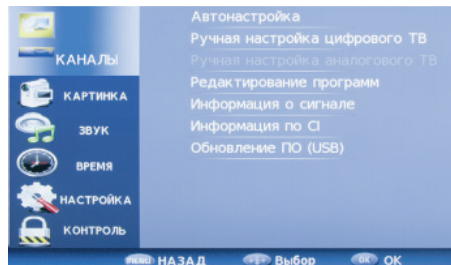 КАНАЛЫ
КАРТИНКА
ЗВУК
ВРЕМЯ
НАСТРОЙКА
КОНТРОЛЬ
Автонастройка
Ручная настройка цифрового ТВ
Ручная настройка аналогового ТВ
Редактирование программ
Информация о сигнале
Информация по CI
Обновление ПО (USB)
MENU НАЗАД Выбор OK OK